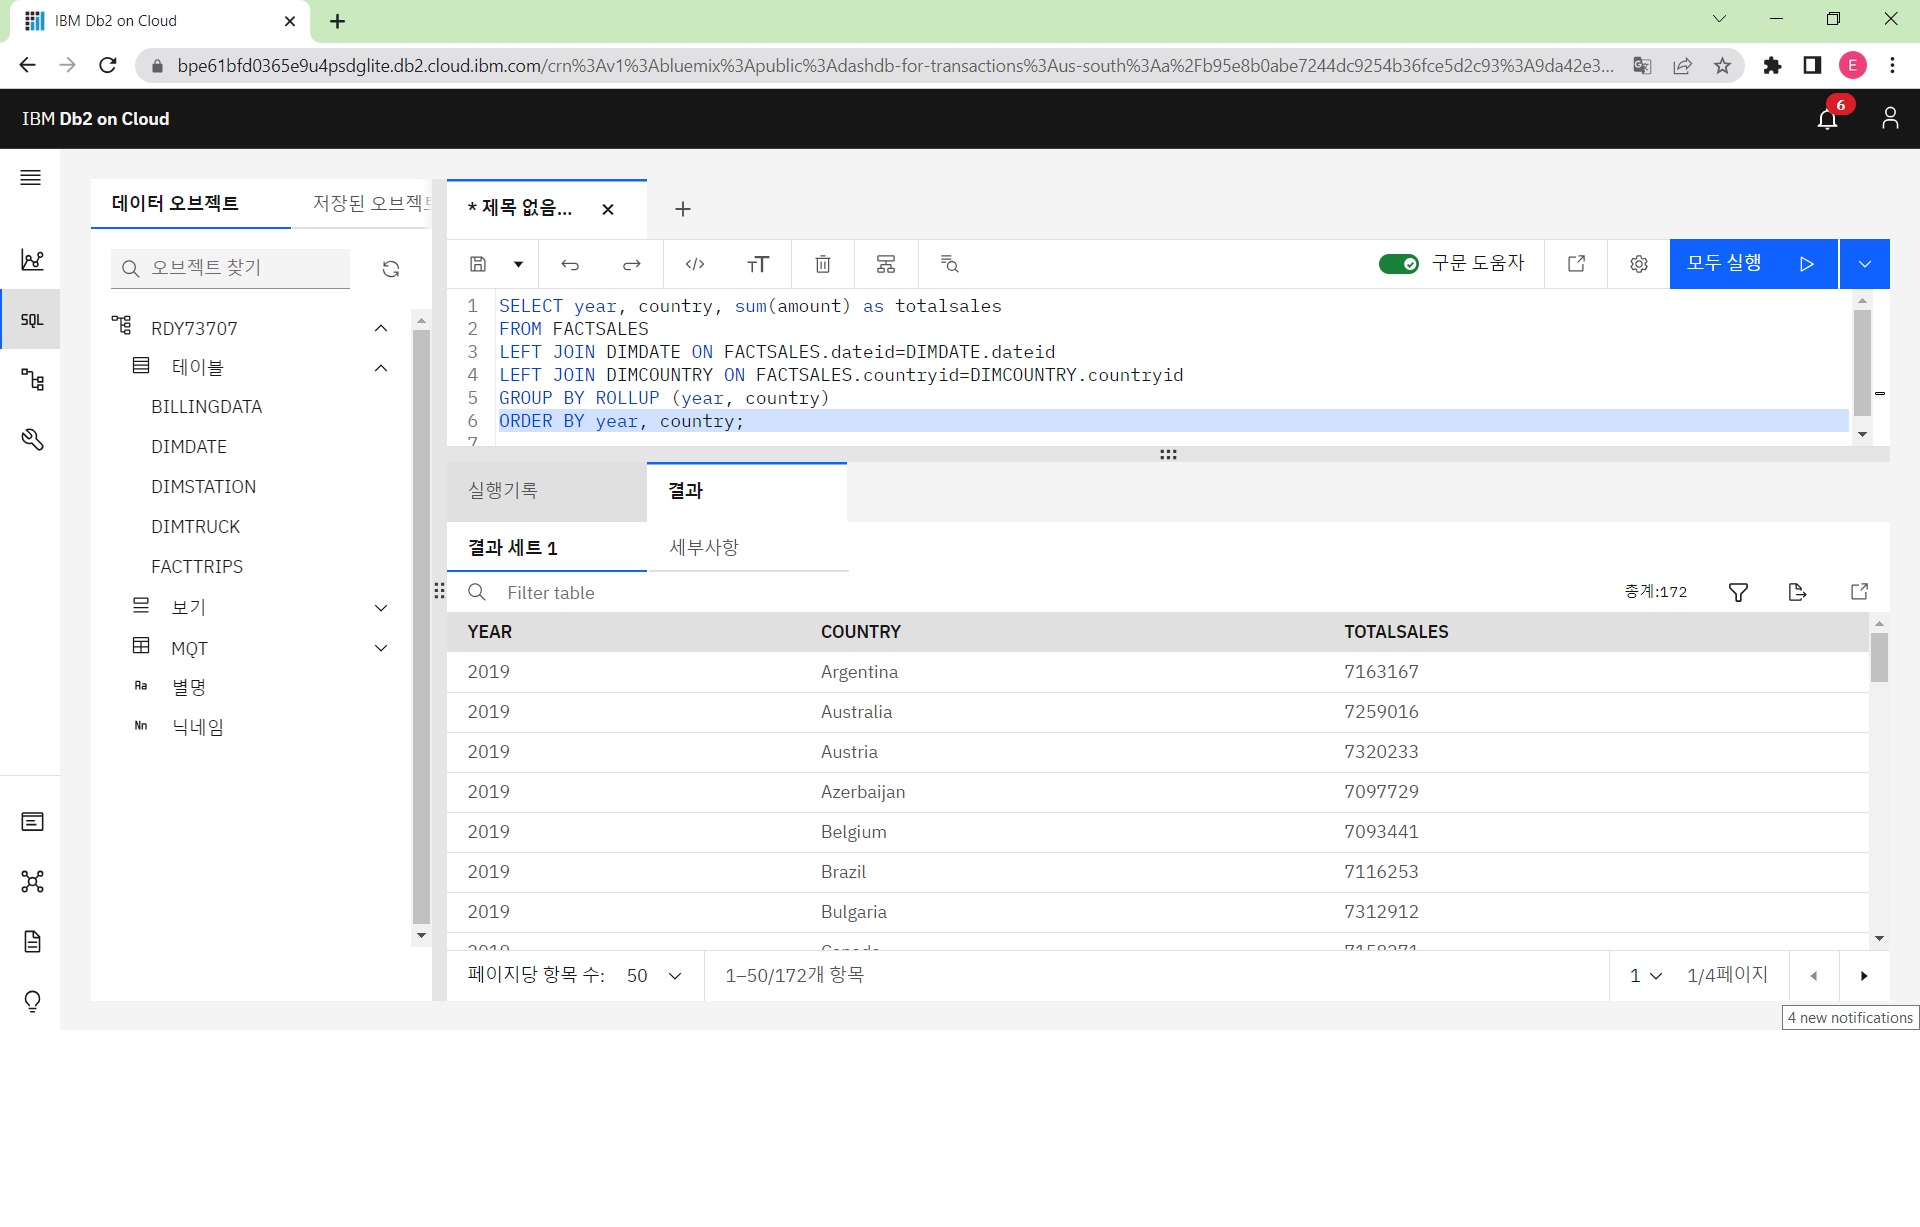 IBM Db2 on Cloud
bpe61bfd0365e9u4psdglite.db2.cloud.ibm.com/crn%3Av1%3Abluemix%3Apublic%3Adashdb-for-transactions%3Aus-south%3Aa%2Fb95e8b0abe7244dc9254b36fce5d2c93%3A9da42e3...
E
IBM Db2 on Cloud
6
데이터 오브젝트 저장된 오브젝트
* 제목 없음...
오브젝트 찾기
구문 도움자
모두 실행
SQL
RDY73707
테이블
BILLINGDATA
DIMDATE
DIMSTATION
DIMTRUCK
FACTTRIPS
보기
MQT
Aa 별명
Nn 닉네임
1 SELECT year, country, sum(amount) as totalsales
2 FROM FACTSALES
3 LEFT JOIN DIMDATE ON FACTSALES.dateid=DIMDATE.dateid
4 LEFT JOIN DIMCOUNTRY ON FACTSALES.countryid=DIMCOUNTRY.countryid
5 GROUP BY ROLLUP (year, country)
6 ORDER BY year, country;
7
실행기록 결과
결과 세트 1 세부사항
Filter table 총계:172
YEAR COUNTRY TOTALSALES
2019 Argentina 7163167
2019 Australia 7259016
2019 Austria 7320233
2019 Azerbaijan 7097729
2019 Belgium 7093441
2019 Brazil 7116253
2019 Bulgaria 7312912
2019 Canada 7158271
페이지당 항목 수: 50 1–50/172개 항목 1 1/4페이지
4 new notifications